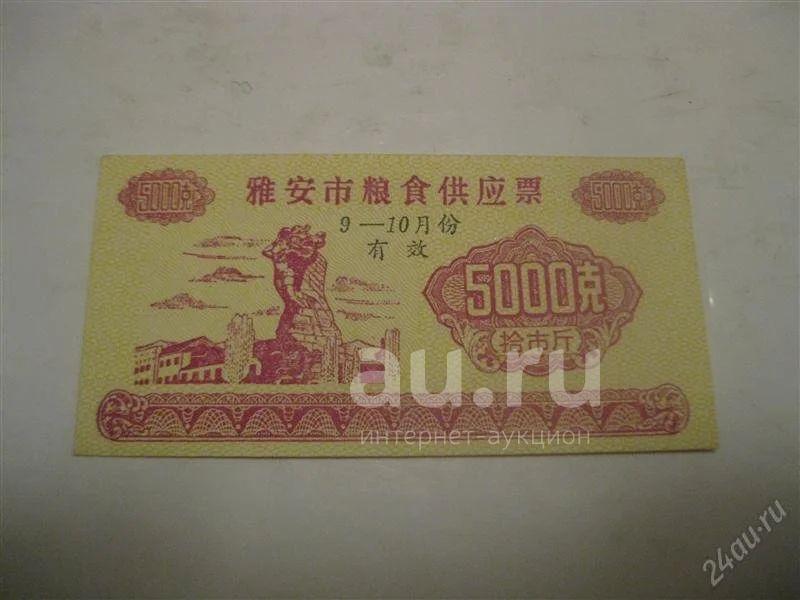 5000克 雅安市粮食供应票 5000克
9—10月份
有效
5000克
拾市斤
au.ru
интернет-аукцион
24au.ru